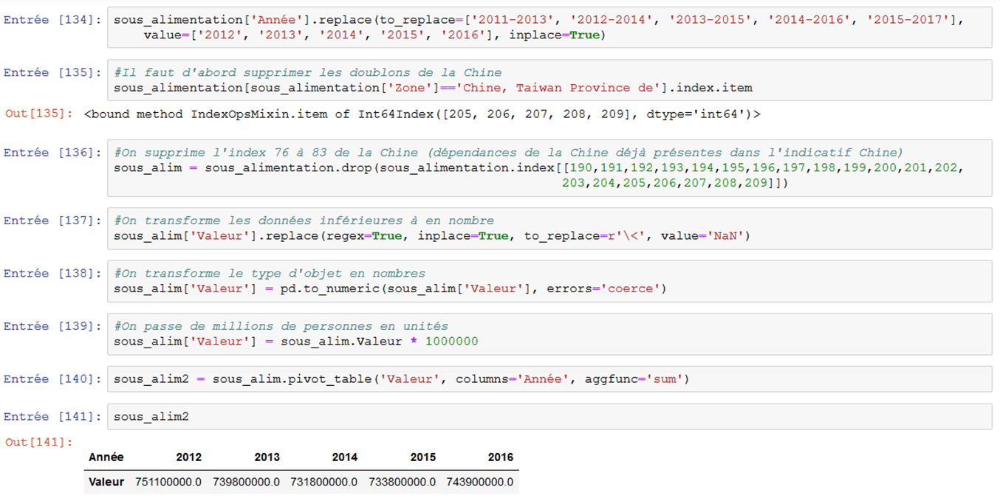 Entrée [134]: sous_alimentation['Année'].replace(to_replace=['2011-2013', '2012-2014', '2013-2015', '2014-2016', '2015-2017'],
value=['2012', '2013', '2014', '2015', '2016'], inplace=True)
Entrée [135]: #Il faut d'abord supprimer les doublons de la Chine
sous_alimentation[sous_alimentation['Zone']=='Chine, Taiwan Province de'].index.item
Out[135]: <bound method IndexOpsMixin.item of Int64Index([205, 206, 207, 208, 209], dtype='int64')>
Entrée [136]: #On supprime l'index 76 à 83 de la Chine (dépendances de la Chine déjà présentes dans l'indicatif Chine)
sous_alim = sous_alimentation.drop(sous_alimentation.index[[190,191,192,193,194,195,196,197,198,199,200,201,202,
203,204,205,206,207,208,209]])
Entrée [137]: #On transforme les données inférieures à en nombre
sous_alim['Valeur'].replace(regex=True, inplace=True, to_replace=r'\<', value='NaN')
Entrée [138]: #On transforme le type d'objet en nombres
sous_alim['Valeur'] = pd.to_numeric(sous_alim['Valeur'], errors='coerce')
Entrée [139]: #On passe de millions de personnes en unités
sous_alim['Valeur'] = sous_alim.Valeur * 1000000
Entrée [140]: sous_alim2 = sous_alim.pivot_table('Valeur', columns='Année', aggfunc='sum')
Entrée [141]: sous_alim2
Out[141]:
Année 2012 2013 2014 2015 2016
Valeur 751100000.0 739800000.0 731800000.0 733800000.0 743900000.0